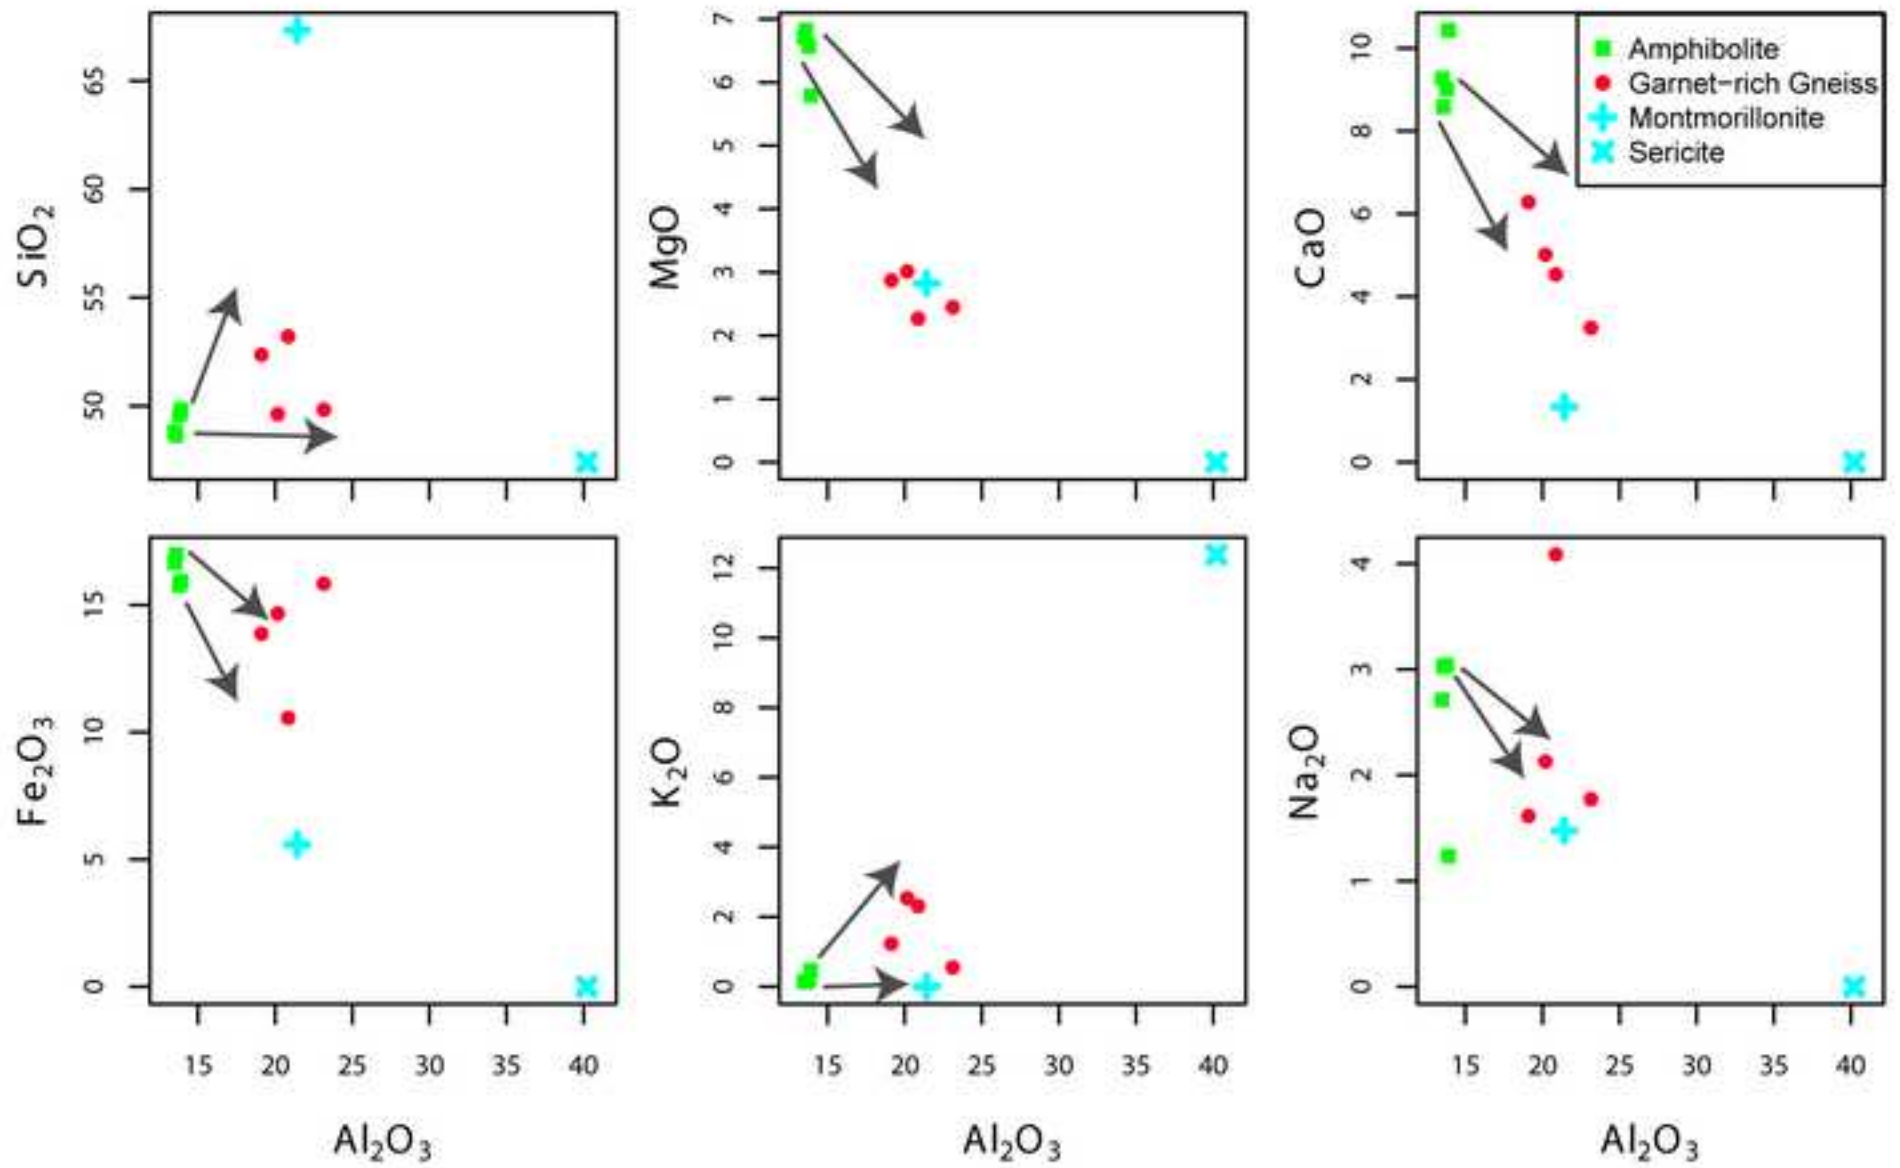 SiO₂
50 55 60 65
MgO
0 1 2 3 4 5 6 7
CaO
0 2 4 6 8 10
Amphibolite
Garnet-rich Gneiss
Montmorillonite
Sericite
Fe₂O₃
0 5 10 15
K₂O
0 2 4 6 8 10 12
Na₂O
0 1 2 3 4
15 20 25 30 35 40
15 20 25 30 35 40
15 20 25 30 35 40
Al₂O₃
Al₂O₃
Al₂O₃